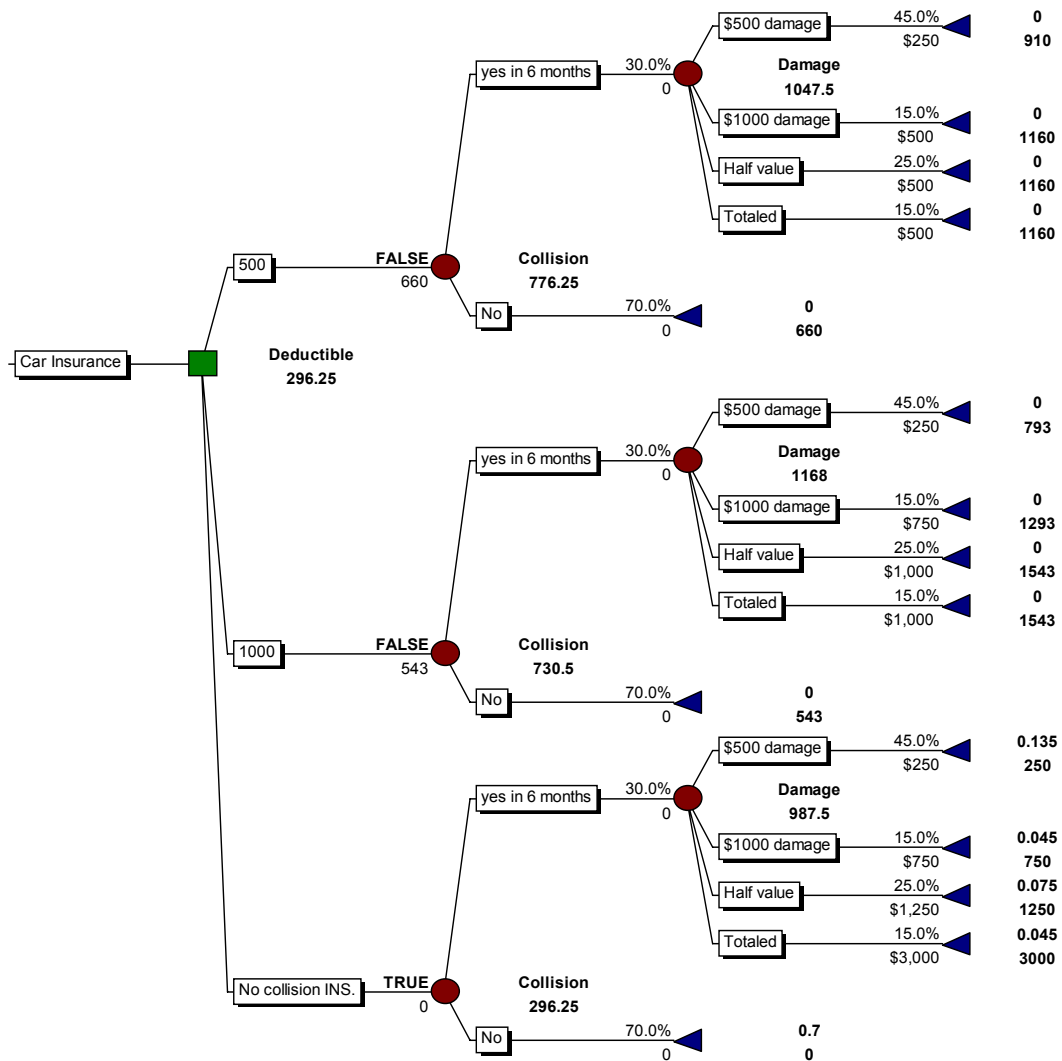 $500 damage 45.0% 0
$250 910
yes in 6 months 30.0% Damage
0 1047.5
$1000 damage 15.0% 0
$500 1160
Half value 25.0% 0
$500 1160
Totaled 15.0% 0
$500 1160
500 FALSE Collision
660 776.25
No 70.0% 0
0 660
Car Insurance Deductible
296.25
$500 damage 45.0% 0
$250 793
yes in 6 months 30.0% Damage
0 1168
$1000 damage 15.0% 0
$750 1293
Half value 25.0% 0
$1,000 1543
Totaled 15.0% 0
$1,000 1543
1000 FALSE Collision
543 730.5
No 70.0% 0
0 543
$500 damage 45.0% 0.135
$250 250
yes in 6 months 30.0% Damage
0 987.5
$1000 damage 15.0% 0.045
$750 750
Half value 25.0% 0.075
$1,250 1250
Totaled 15.0% 0.045
$3,000 3000
No collision INS. TRUE Collision
0 296.25
No 70.0% 0.7
0 0